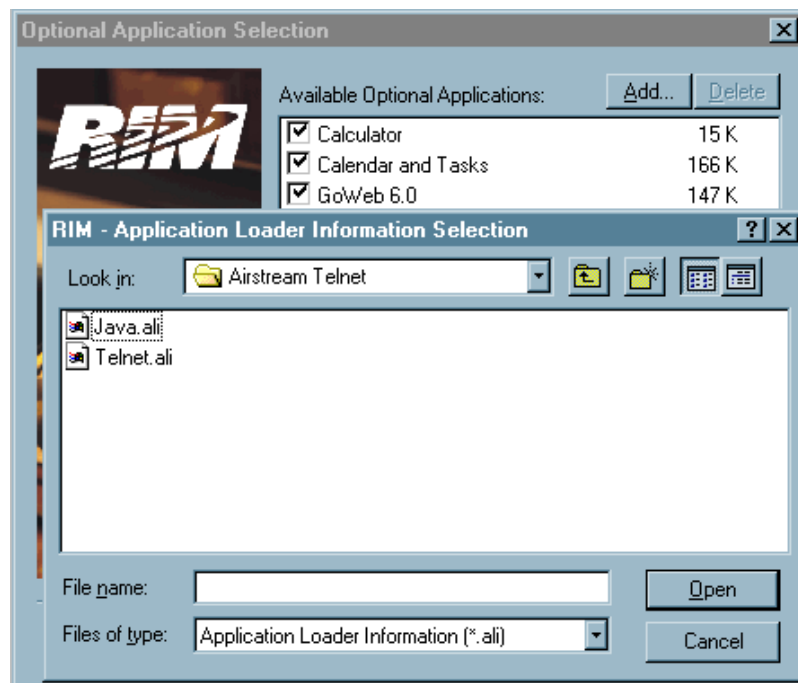 Optional Application Selection
RIM
Available Optional Applications:
Add...
Delete
Calculator 15 K
Calendar and Tasks 166 K
GoWeb 6.0 147 K
RIM - Application Loader Information Selection
Look in: Airstream Telnet
Java.ali
Telnet.ali
File name:
Open
Files of type: Application Loader Information (*.ali)
Cancel